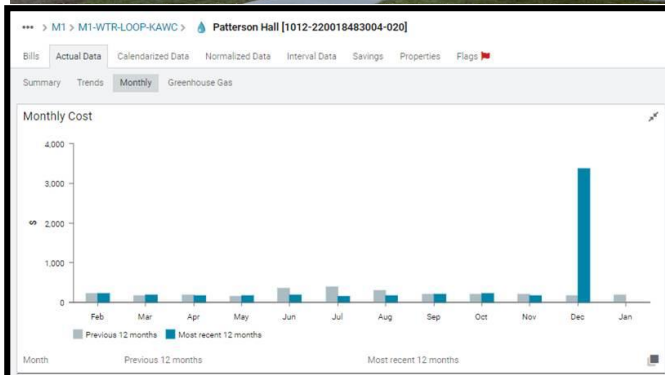 ••• > M1 > M1-WTR-LOOP-KAWC > Patterson Hall [1012-220018483004-020]
Bills Actual Data Calendarized Data Normalized Data Interval Data Savings Properties Flags
Summary Trends Monthly Greenhouse Gas
Monthly Cost
4,000
3,000
$
2,000
1,000
0
Feb Mar Apr May Jun Jul Aug Sep Oct Nov Dec Jan
Previous 12 months Most recent 12 months
Month Previous 12 months Most recent 12 months